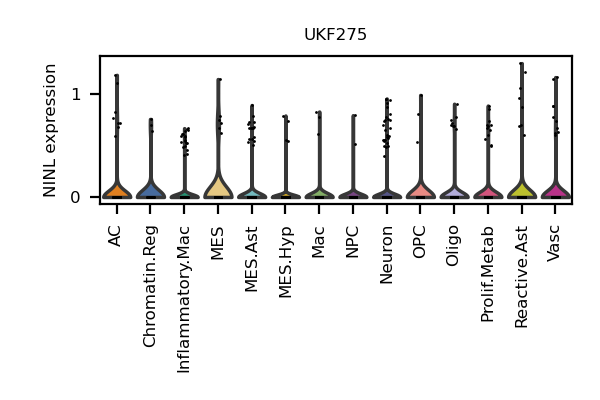 UKF275
NINL expression
1
0
AC
Chromatin.Reg
Inflammatory.Mac
MES
MES.Ast
MES.Hyp
Mac
NPC
Neuron
OPC
Oligo
Prolif.Metab
Reactive.Ast
Vasc